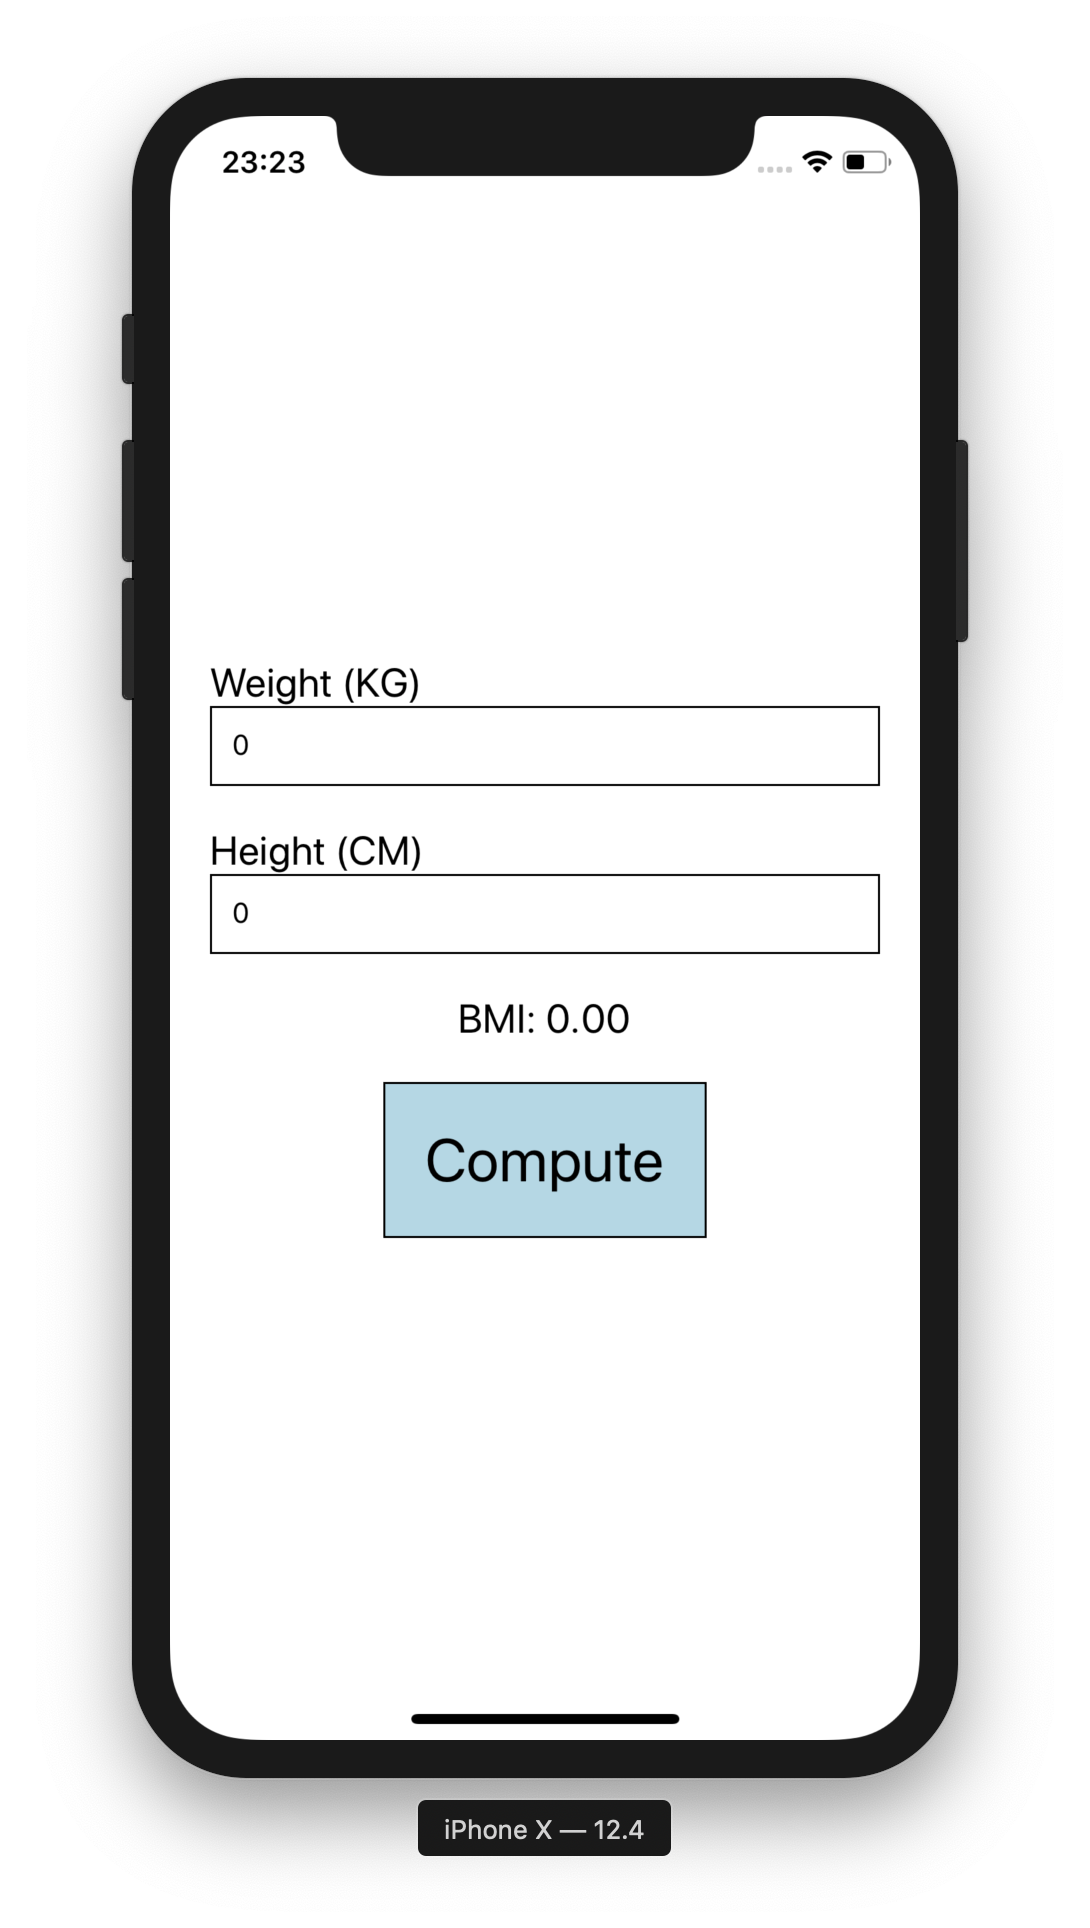 23:23
Weight (KG)
0
Height (CM)
0
BMI: 0.00
Compute
iPhone X — 12.4